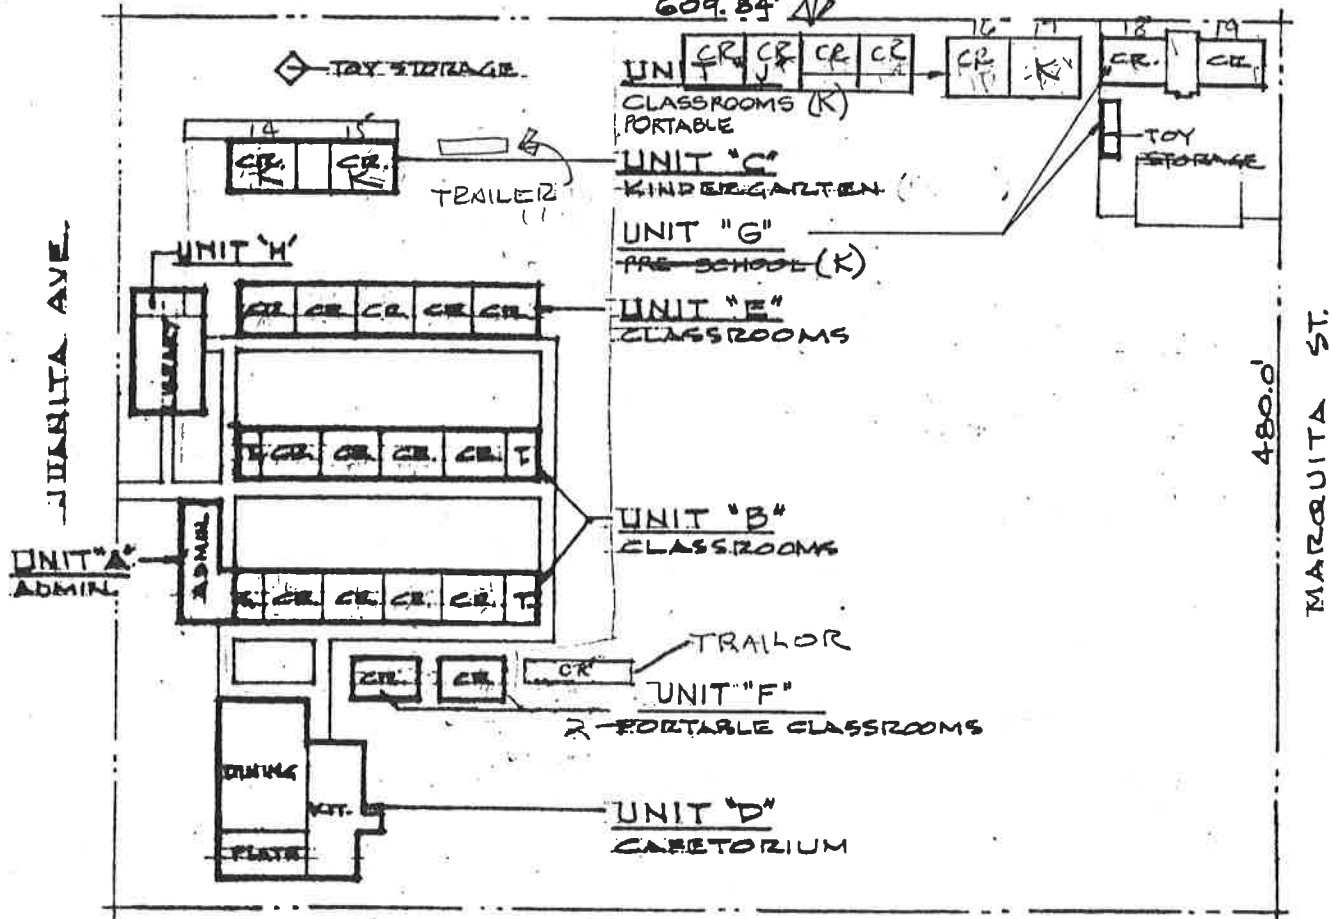 609.84'
16 17 18 19
TOY STORAGE
CR CR CR CR
CR
K
CR. CR.
UN
T J"
CLASSROOMS (K)
PORTABLE
14 15
CR. CR.
K K
TRAILER
UNIT "C"
KINDERGARTEN
TOY
STORAGE
UNIT "G"
PRE-SCHOOL (K)
UNIT 'H'
JUANITA AVE.
CR. CR. CR. CR. CR.
UNIT "E"
CLASSROOMS
480.0'
MARQUITA ST.
CR. CR. CR. CR. T.
UNIT "B"
CLASSROOMS
UNIT "A"
ADMIN.
ADMIN.
CR. CR. CR. CR. T.
TRAILOR
CR. CR. CR
UNIT "F"
2-PORTABLE CLASSROOMS
DINING
KIT.
UNIT "D"
CAFETORIUM